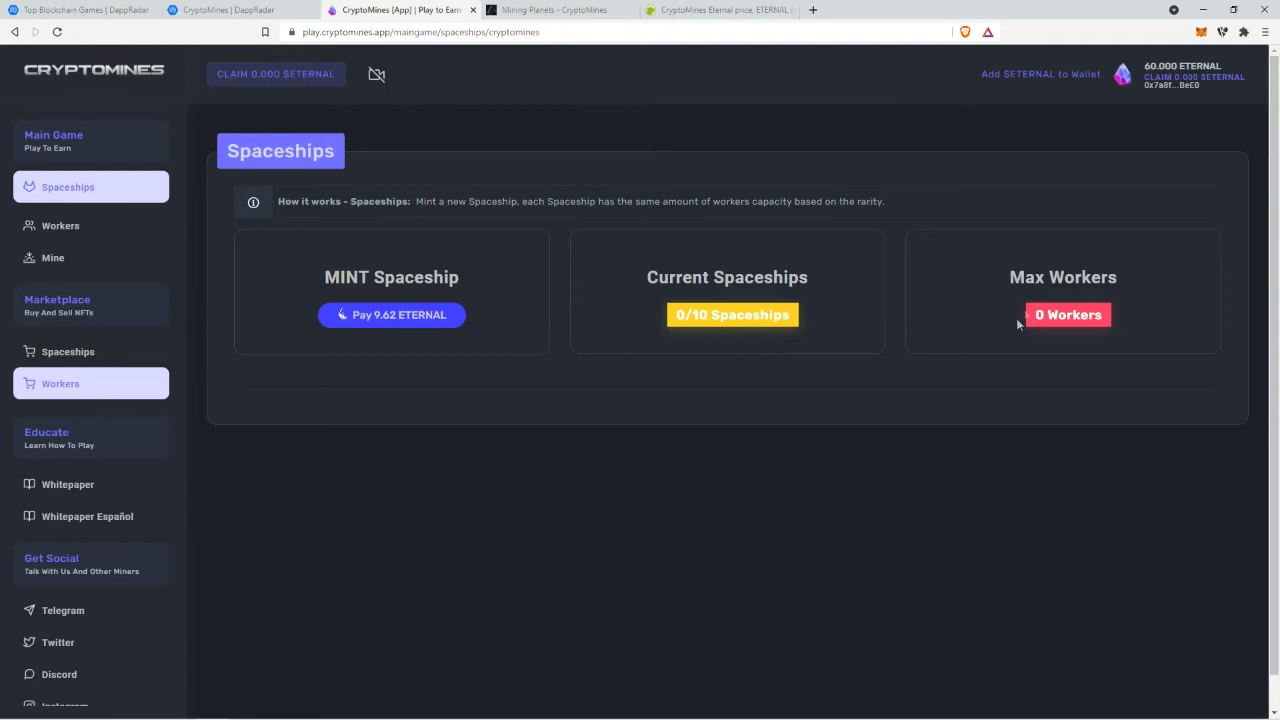 Top Blockchain Games | DappRadar
CryptoMines | DappRadar
CryptoMines [App] | Play to Earn
Mining Planets - CryptoMines
CryptoMines Eternal price, ETERNAL c
play.cryptomines.app/maingame/spaceships/cryptomines
CRYPTOMINES
CLAIM 0.000 $ETERNAL
Add $ETERNAL to Wallet
60.000 ETERNAL
CLAIM 0.000 $ETERNAL
0x7a8f...BeE0
Main Game
Play To Earn
Spaceships
Workers
Mine
Marketplace
Buy And Sell NFTs
Spaceships
Workers
Educate
Learn How To Play
Whitepaper
Whitepaper Español
Get Social
Talk With Us And Other Miners
Telegram
Twitter
Discord
Instagram
Spaceships
How it works - Spaceships: Mint a new Spaceship, each Spaceship has the same amount of workers capacity based on the rarity.
MINT Spaceship
Pay 9.62 ETERNAL
Current Spaceships
0/10 Spaceships
Max Workers
0 Workers